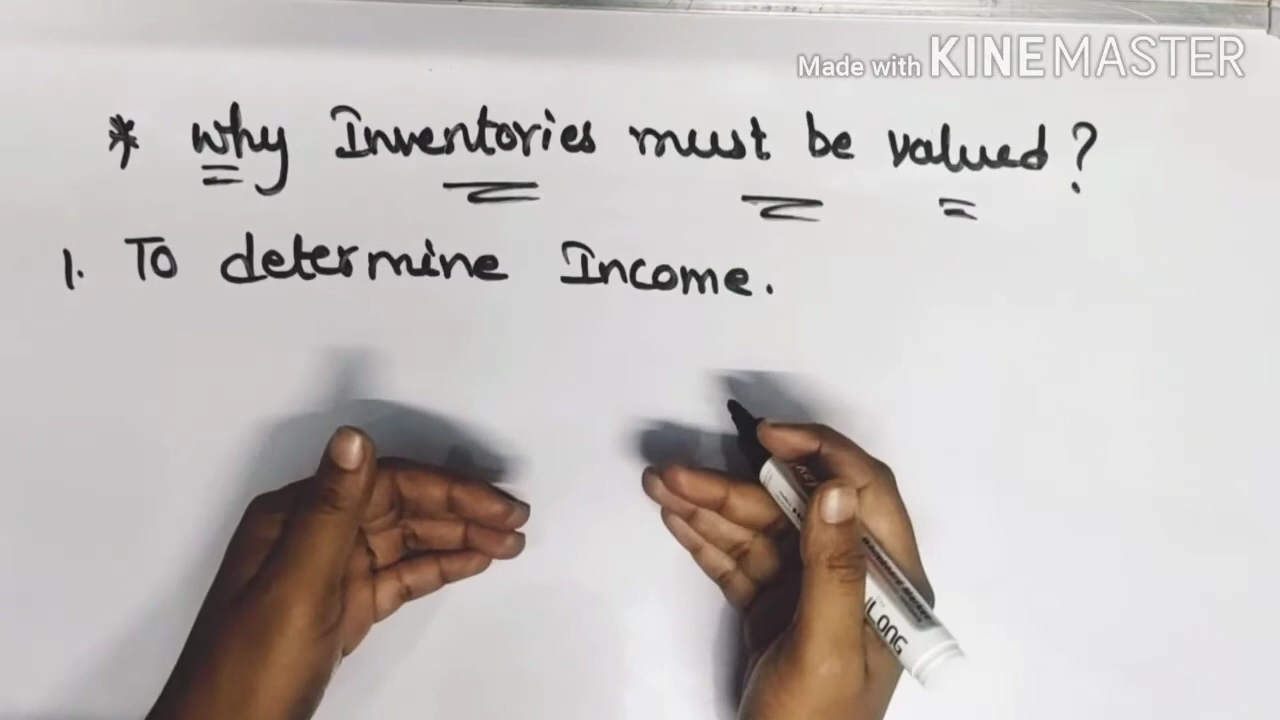 Made with KINEMASTER
* Why Inventories must be valued?
1. To determine Income.